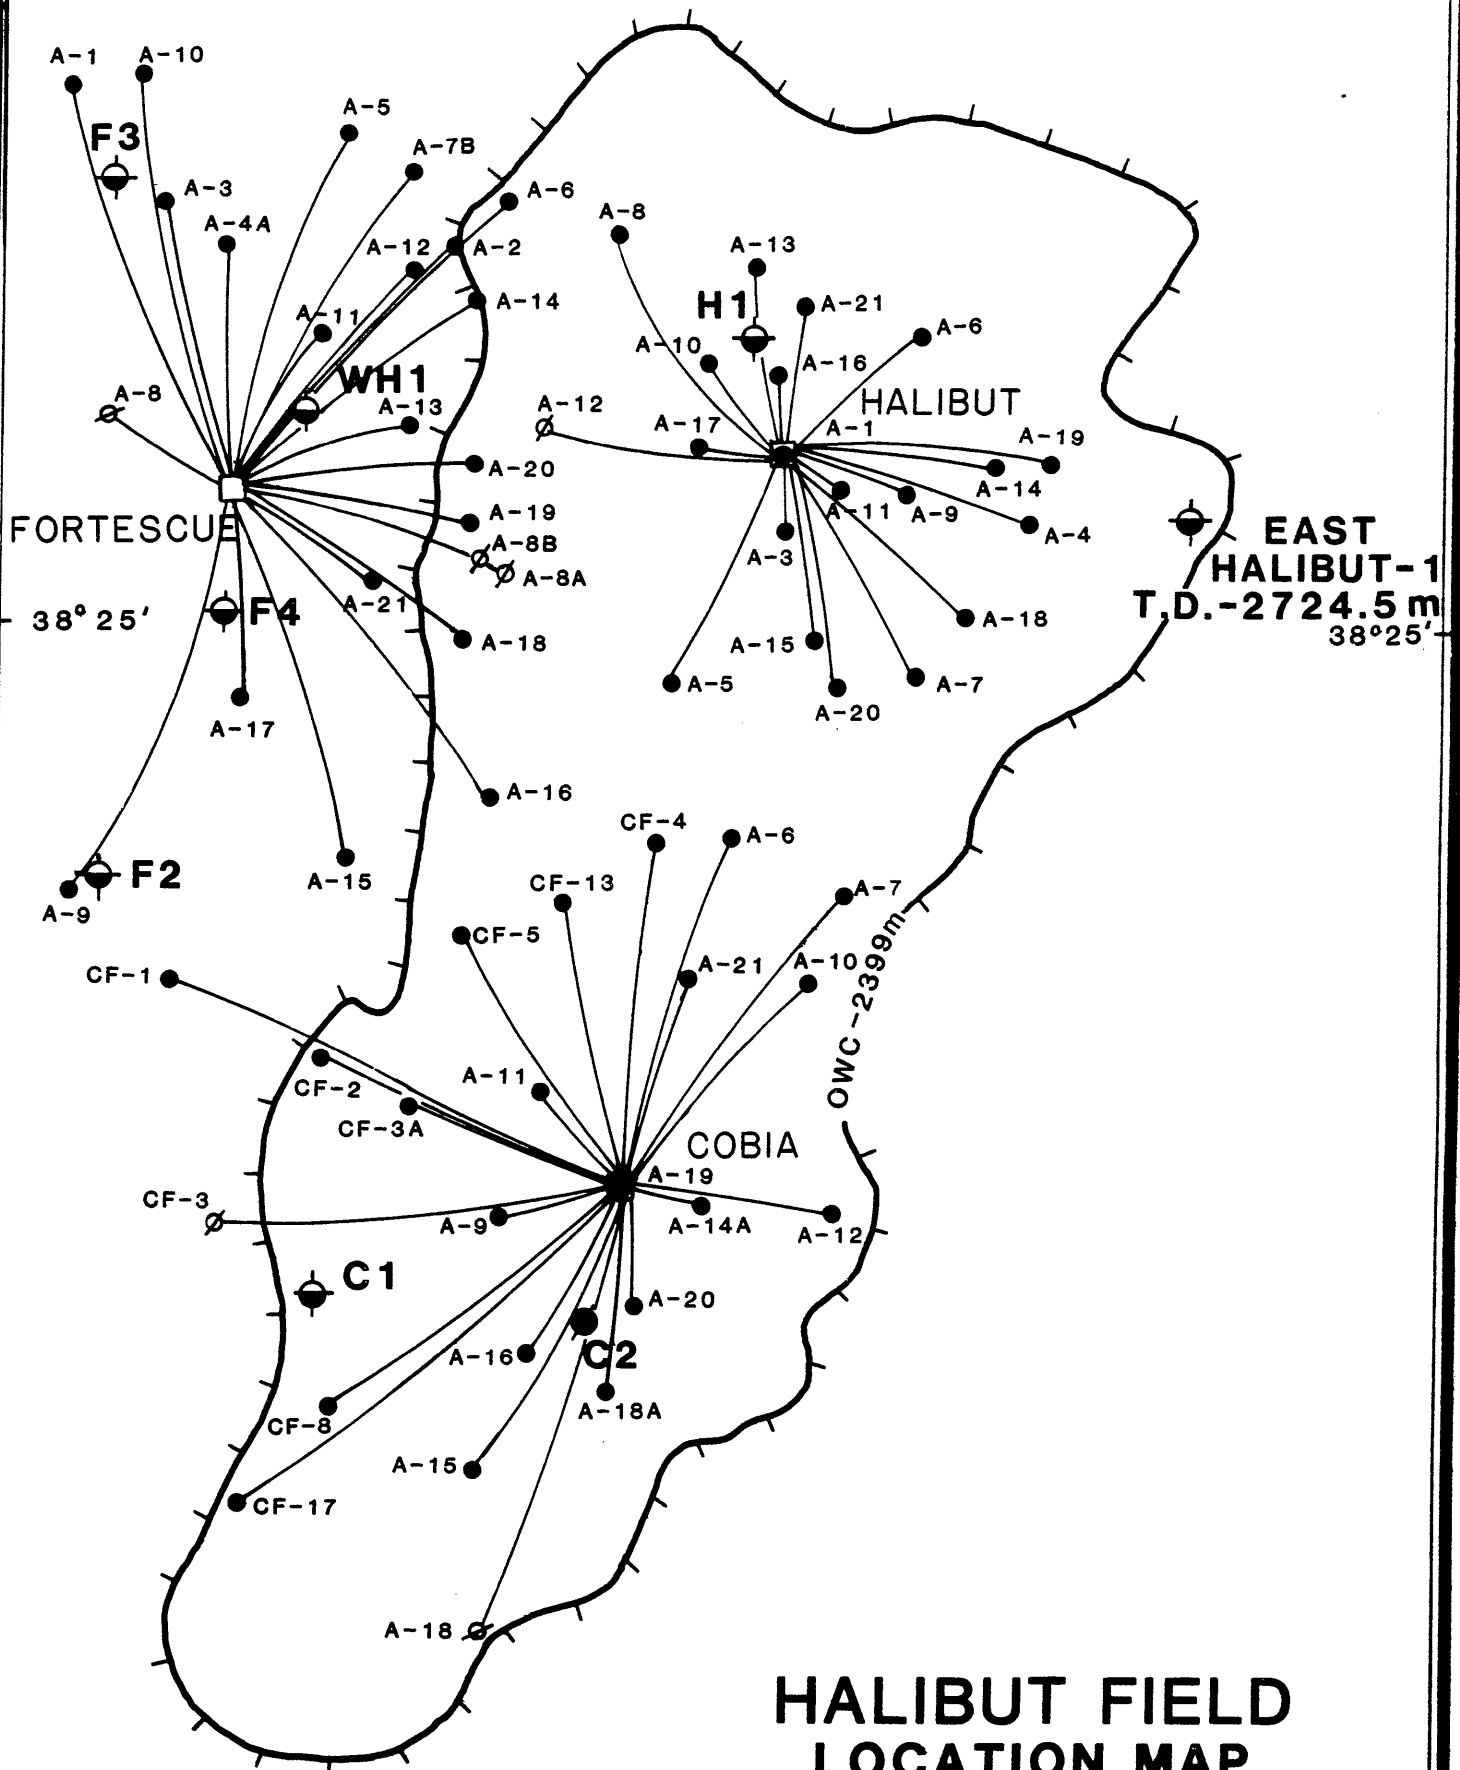 A-1
A-10
F3
A-5
A-7B
A-3
A-4A
A-6
A-12
A-2
A-14
A-11
WH1
A-8
A-13
A-20
A-19
FORTESCUE
A-8B
A-8A
A-21
F4
38° 25'
A-18
A-17
A-16
A-15
F2
A-9
A-8
A-13
H1
A-21
A-6
A-10
A-16
HALIBUT
A-12
A-17
A-1
A-19
A-14
A-11
A-9
A-4
A-3
EAST
HALIBUT-1
T.D.-2724.5m
38°25'
A-18
A-15
A-5
A-7
A-20
CF-4
A-6
CF-13
A-7
CF-5
A-21
A-10
OWC-2399m
CF-1
CF-2
A-11
CF-3A
COBIA
A-19
CF-3
A-9
A-14A
A-12
C1
A-20
A-16
C2
A-18A
CF-8
A-15
CF-17
A-18
HALIBUT FIELD
LOCATION MAP